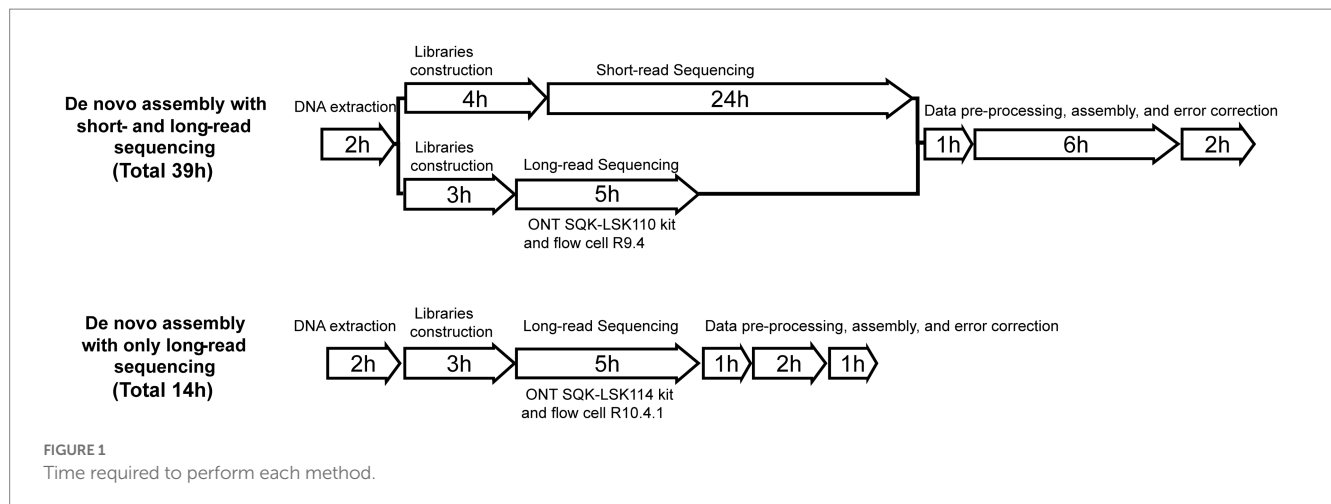 De novo assembly with
short- and long-read
sequencing
(Total 39h)
DNA extraction
2h
Libraries
construction
4h
Short-read Sequencing
24h
Libraries
construction
3h
Long-read Sequencing
5h
ONT SQK-LSK110 kit
and flow cell R9.4
Data pre-processing, assembly, and error correction
1h
6h
2h
De novo assembly
with only long-read
sequencing
(Total 14h)
DNA extraction
2h
Libraries
construction
3h
Long-read Sequencing
5h
ONT SQK-LSK114 kit
and flow cell R10.4.1
Data pre-processing, assembly, and error correction
1h
2h
1h
FIGURE 1
Time required to perform each method.